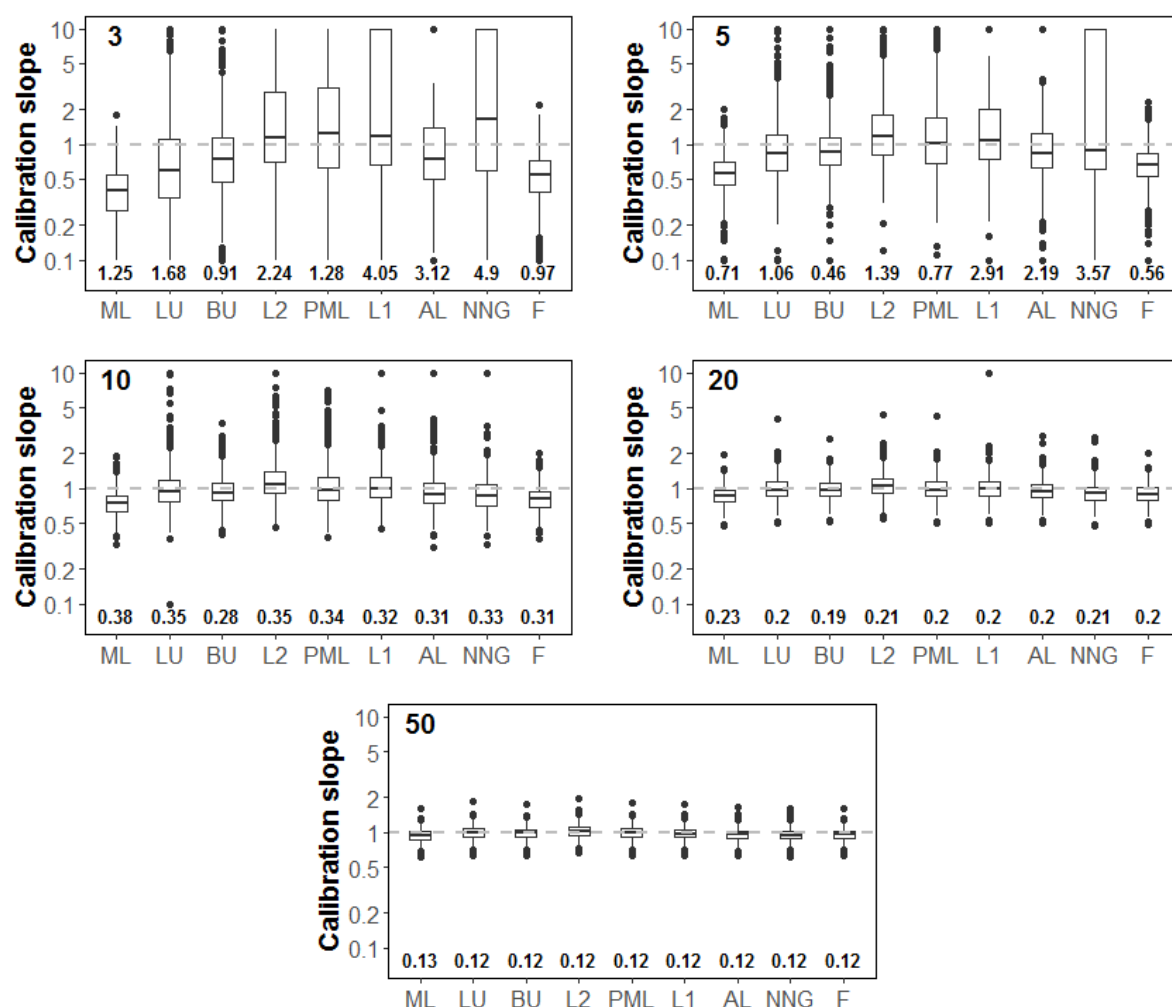 3
Calibration slope
10
5
2
1
0.5
0.2
0.1
1.25 1.68 0.91 2.24 1.28 4.05 3.12 4.9 0.97
ML LU BU L2 PML L1 AL NNG F
5
Calibration slope
10
5
2
1
0.5
0.2
0.1
0.71 1.06 0.46 1.39 0.77 2.91 2.19 3.57 0.56
ML LU BU L2 PML L1 AL NNG F
10
Calibration slope
10
5
2
1
0.5
0.2
0.1
0.38 0.35 0.28 0.35 0.34 0.32 0.31 0.33 0.31
ML LU BU L2 PML L1 AL NNG F
20
Calibration slope
10
5
2
1
0.5
0.2
0.1
0.23 0.2 0.19 0.21 0.2 0.2 0.2 0.21 0.2
ML LU BU L2 PML L1 AL NNG F
50
Calibration slope
10
5
2
1
0.5
0.2
0.1
0.13 0.12 0.12 0.12 0.12 0.12 0.12 0.12 0.12
ML LU BU L2 PML L1 AL NNG F